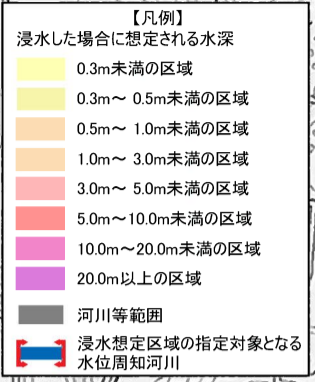 【凡例】
浸水した場合に想定される水深
0.3m未満の区域
0.3m～ 0.5m未満の区域
0.5m～ 1.0m未満の区域
1.0m～ 3.0m未満の区域
3.0m～ 5.0m未満の区域
5.0m～10.0m未満の区域
10.0m～20.0m未満の区域
20.0m以上の区域
河川等範囲
浸水想定区域の指定対象となる
水位周知河川